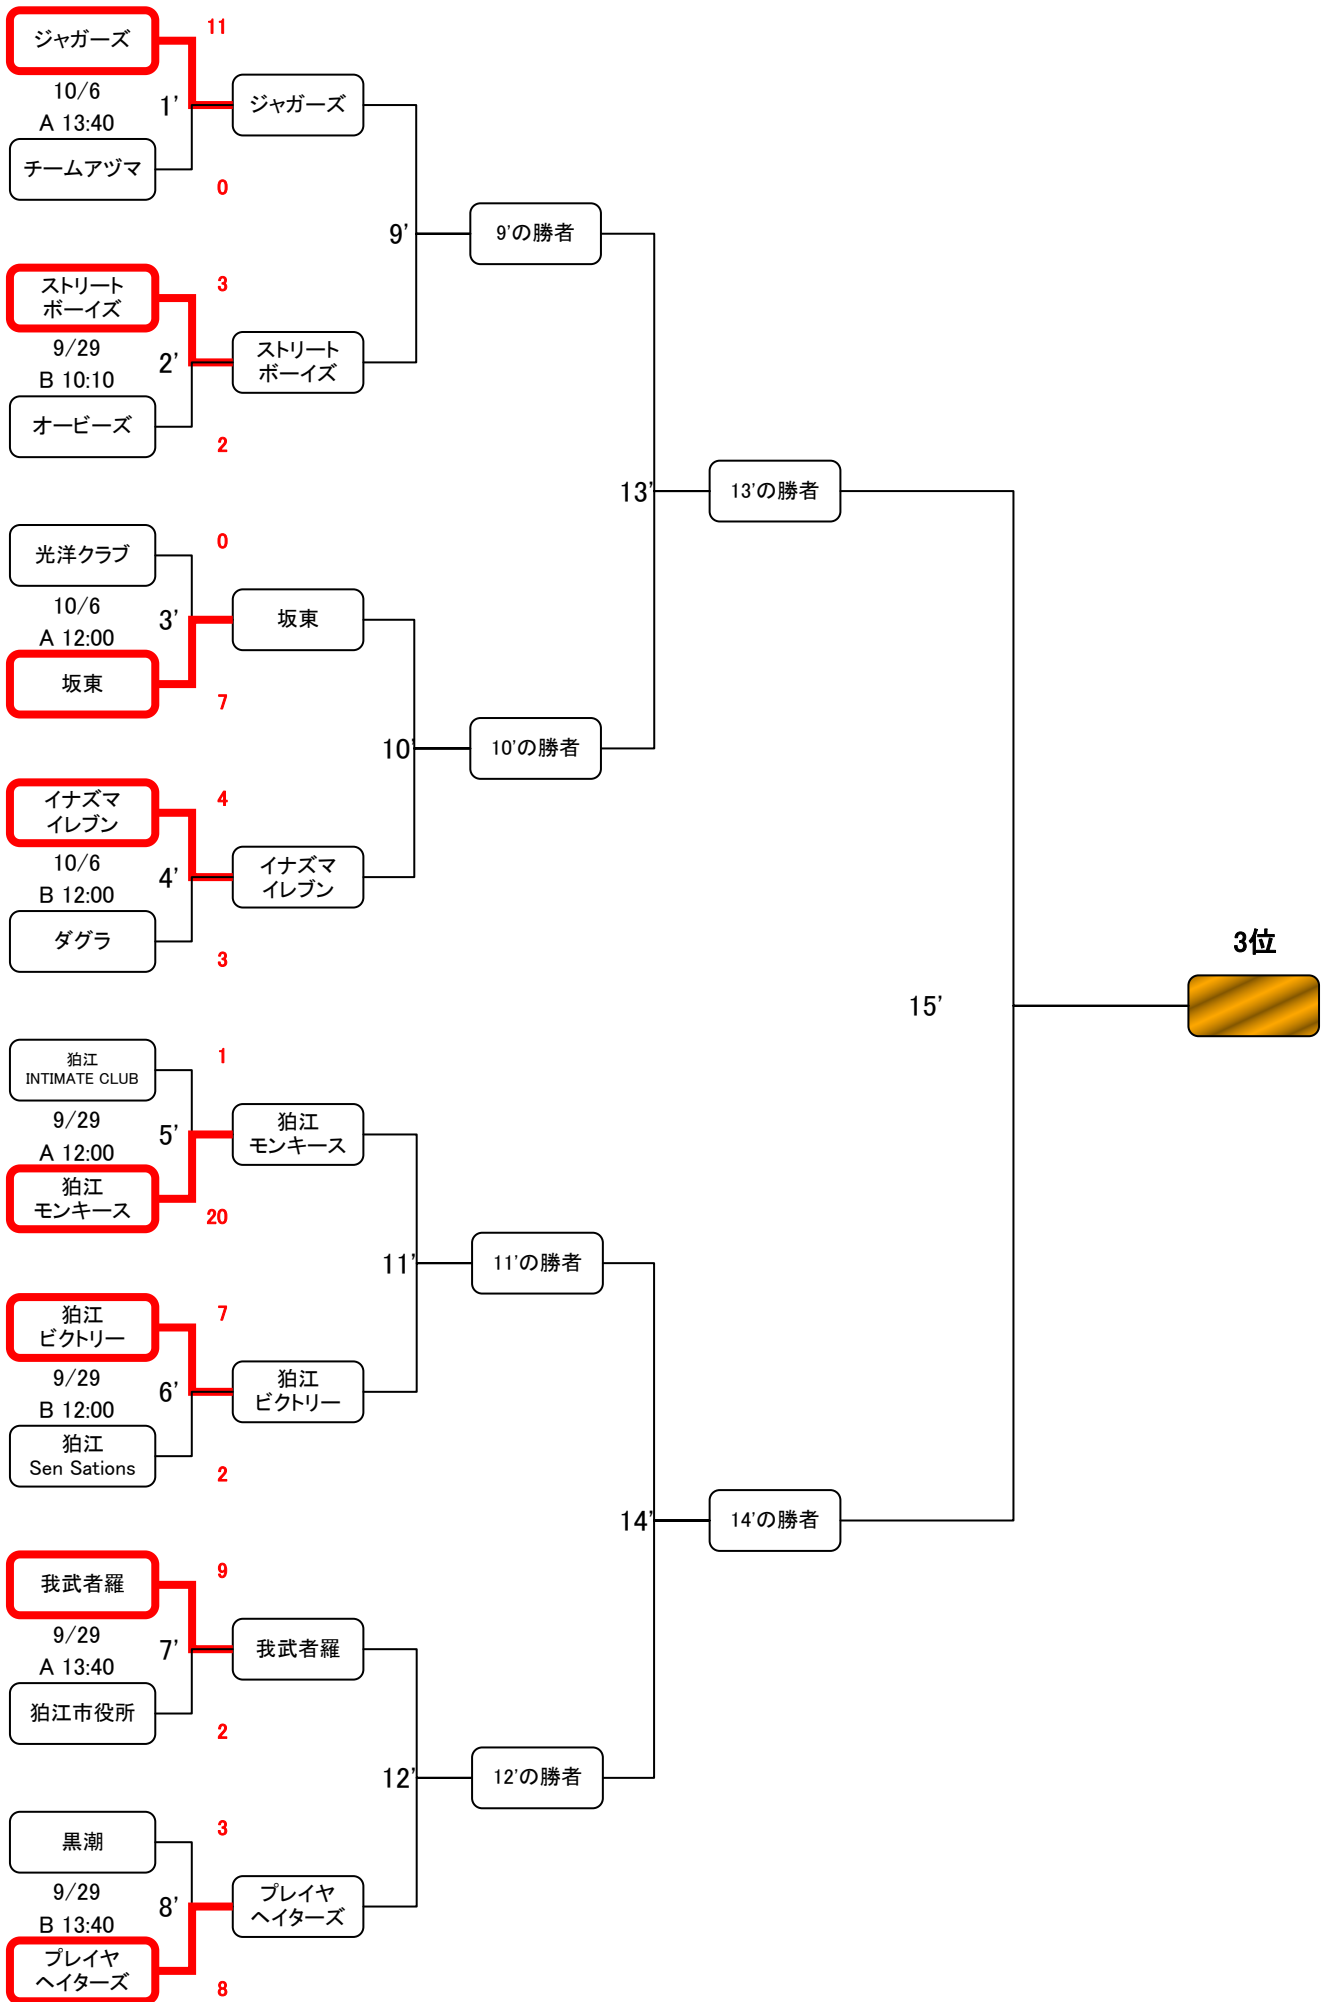 ジャガーズ
11
10/6
1'
A 13:40
ジャガーズ
チームアヅマ
0
9'
9'の勝者
ストリート
ボーイズ
3
9/29
2'
B 10:10
ストリート
ボーイズ
オービーズ
2
13'
13'の勝者
光洋クラブ
0
10/6
3'
A 12:00
坂東
坂東
7
10'
10'の勝者
イナズマ
イレブン
4
10/6
4'
B 12:00
イナズマ
イレブン
ダグラ
3
3位
15'
狛江
INTIMATE CLUB
1
9/29
5'
A 12:00
狛江
モンキース
狛江
モンキース
20
11'
11'の勝者
狛江
ビクトリー
7
9/29
6'
B 12:00
狛江
ビクトリー
狛江
Sen Sations
2
14'
14'の勝者
我武者羅
9
9/29
7'
A 13:40
我武者羅
狛江市役所
2
12'
12'の勝者
黒潮
3
9/29
8'
B 13:40
プレイヤ
ヘイターズ
プレイヤ
ヘイターズ
8